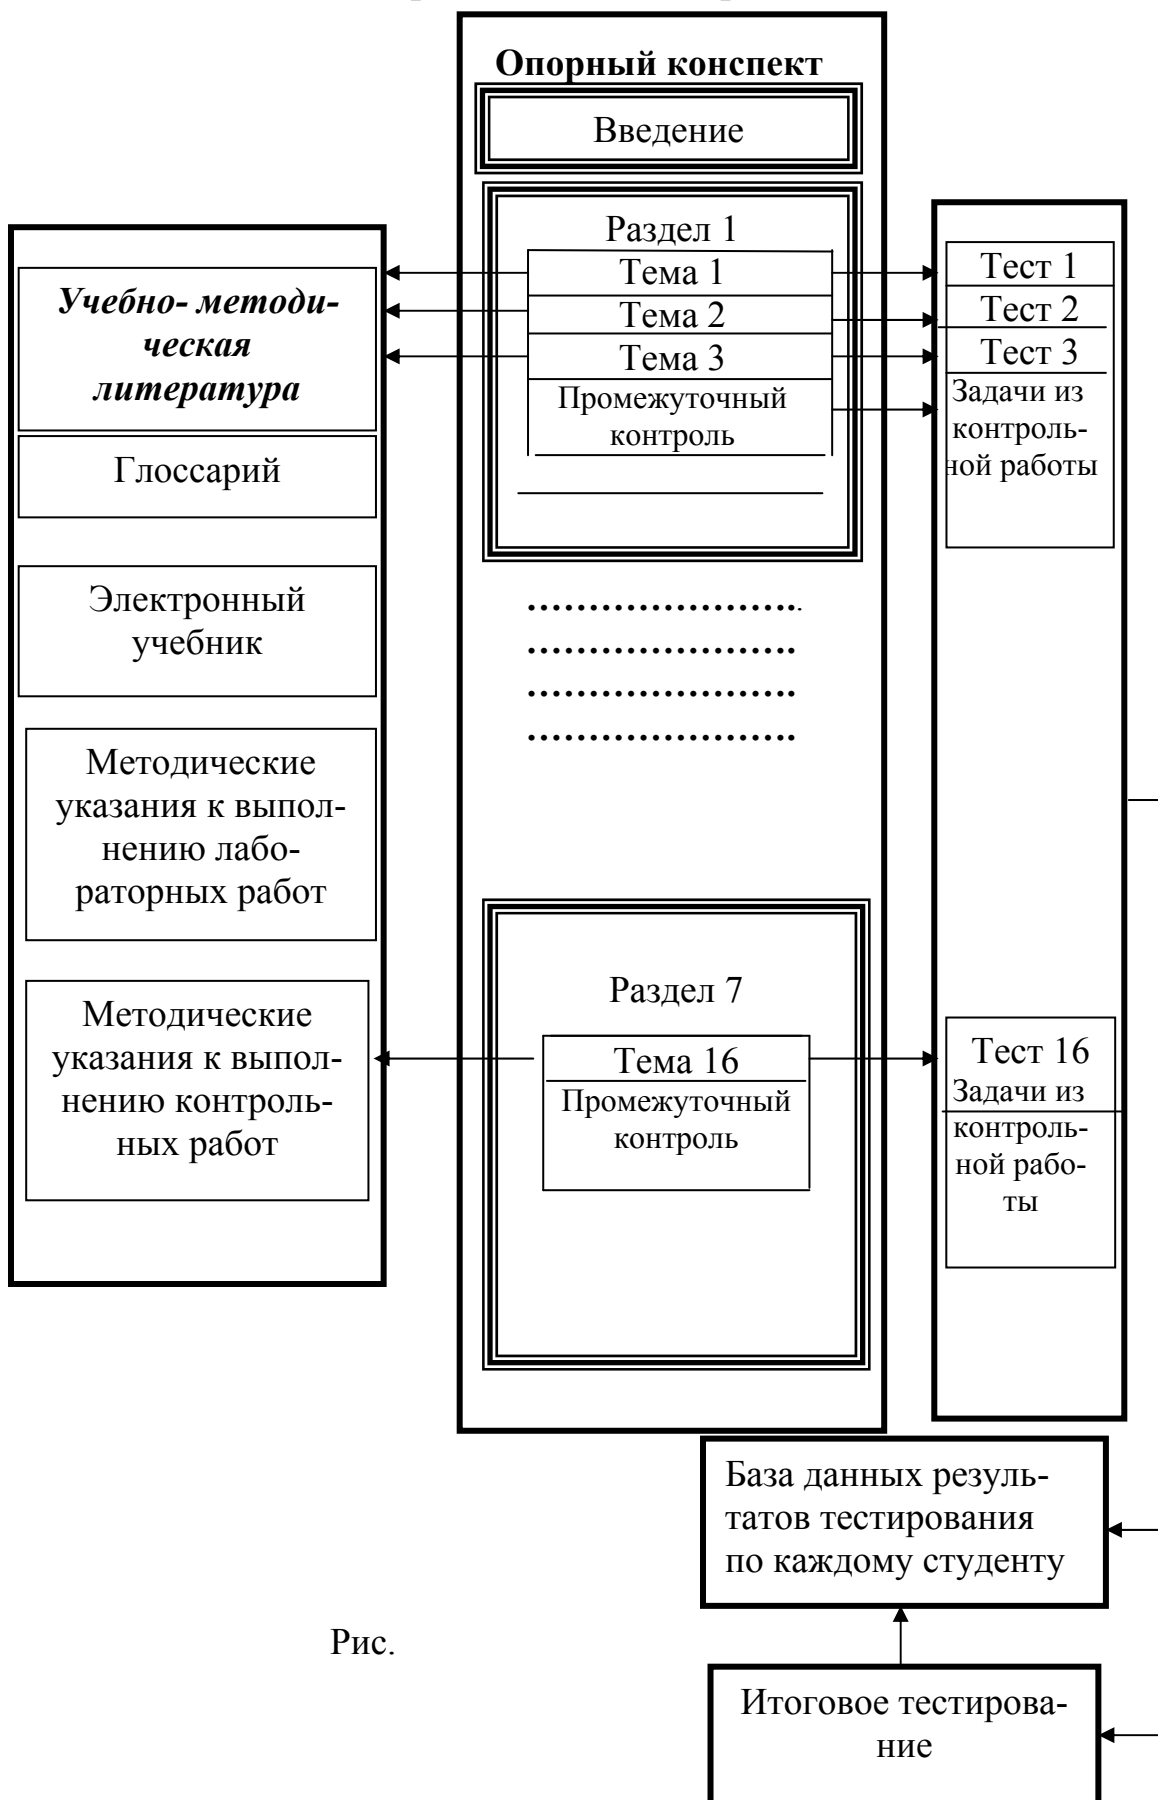 Опорный конспект
Введение
Раздел 1
Тема 1
Тема 2
Тема 3
Промежуточный
контроль
…………………….
…………………….
…………………….
…………………….
Раздел 7
Тема 16
Промежуточный
контроль
Учебно- методи-
ческая
литература
Глоссарий
Электронный
учебник
Методические
указания к выпол-
нению лабо-
раторных работ
Методические
указания к выпол-
нению контроль-
ных работ
Тест 1
Тест 2
Тест 3
Задачи из
контроль-
ной работы
Тест 16
Задачи из
контроль-
ной рабо-
ты
База данных резуль-
татов тестирования
по каждому студенту
Рис.
Итоговое тестирова-
ние